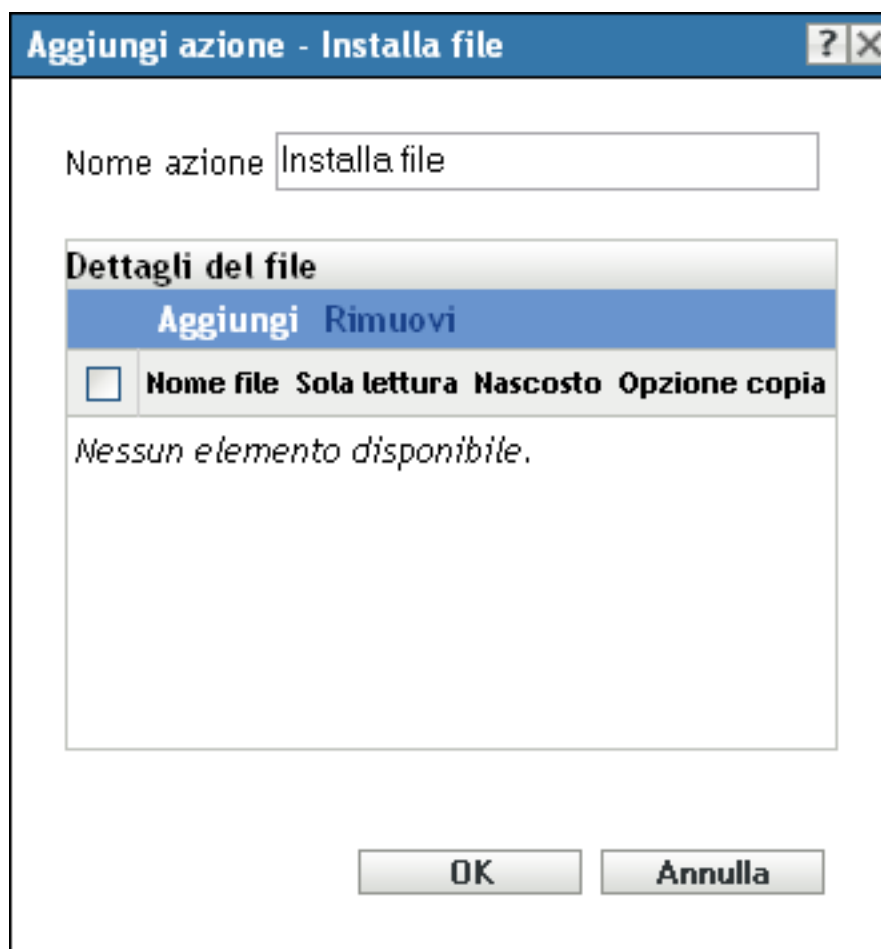 Aggiungi azione - Installa file ? X
Nome azione Installa file
Dettagli del file
Aggiungi Rimuovi
Nome file Sola lettura Nascosto Opzione copia
Nessun elemento disponibile.
OK Annulla